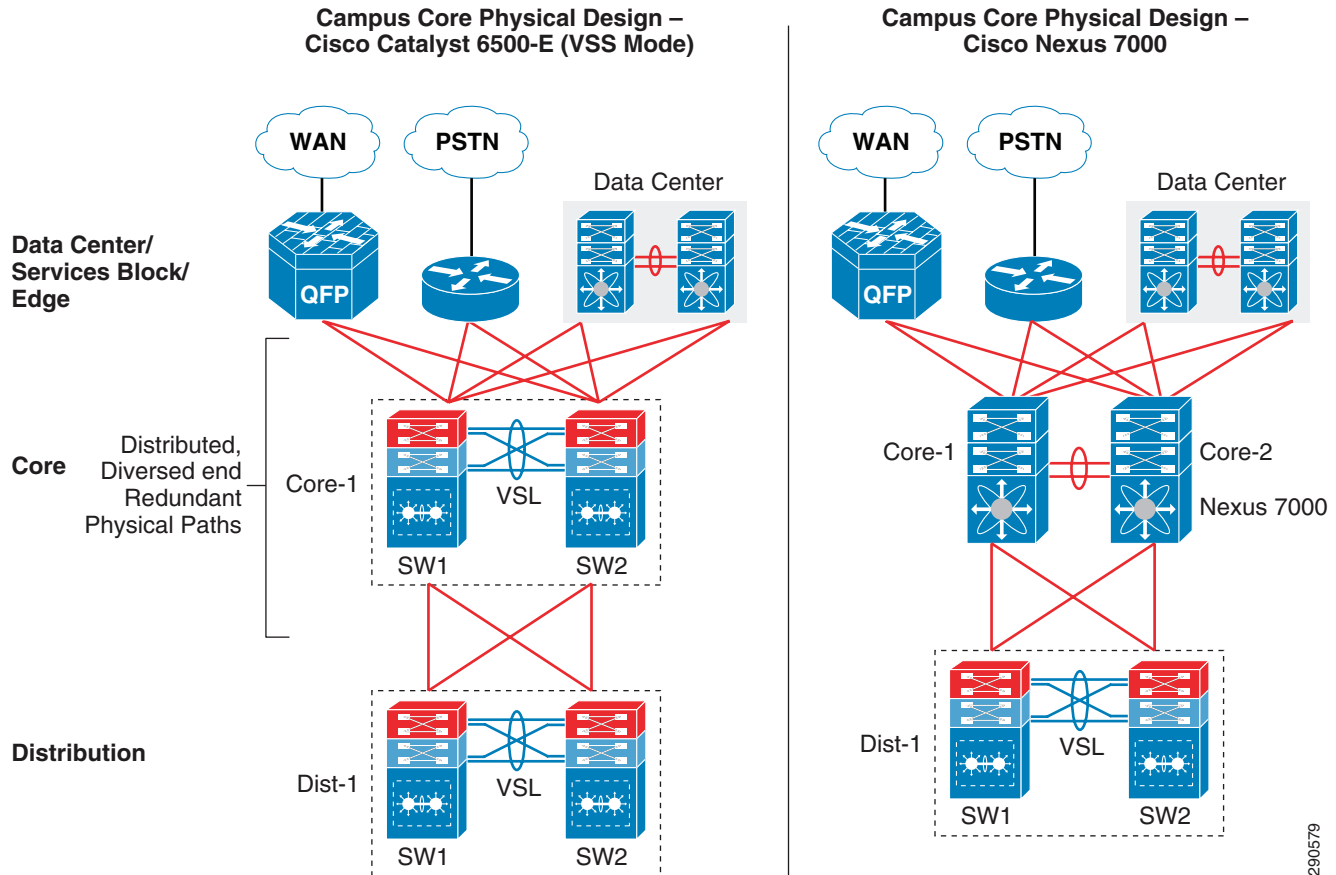 Campus Core Physical Design –
Cisco Catalyst 6500-E (VSS Mode)
WAN
PSTN
Data Center
Data Center/
Services Block/
Edge
QFP
Core
Distributed,
Diversed end
Redundant
Physical Paths
Core-1
VSL
SW1
SW2
Distribution
Dist-1
VSL
SW1
SW2
Campus Core Physical Design –
Cisco Nexus 7000
WAN
PSTN
Data Center
QFP
Core-1
Core-2
Nexus 7000
Dist-1
VSL
SW1
SW2
290579